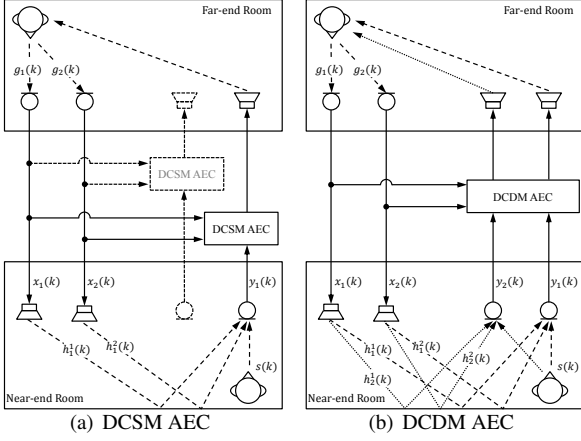 Far-end Room
g₁(k)
g₂(k)
DCSM AEC
DCSM AEC
x₁(k)
x₂(k)
y₁(k)
h₁¹(k)
h₁²(k)
s(k)
Near-end Room
(a) DCSM AEC
Far-end Room
g₁(k)
g₂(k)
DCDM AEC
x₁(k)
x₂(k)
y₂(k)
y₁(k)
h₁¹(k)
h₁²(k)
h₂¹(k)
h₂²(k)
s(k)
Near-end Room
(b) DCDM AEC